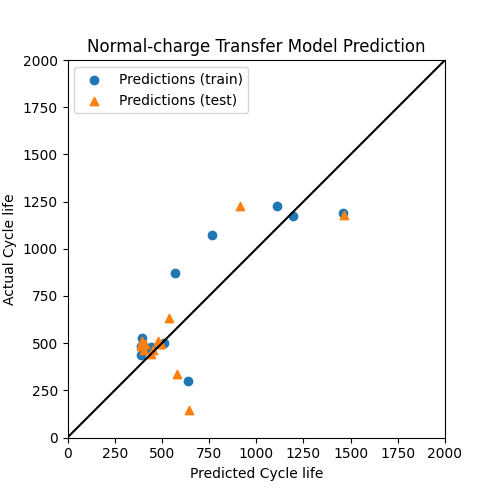 Normal-charge Transfer Model Prediction
2000
1750
1500
1250
1000
750
500
250
0
Actual Cycle life
Predictions (train)
Predictions (test)
0 250 500 750 1000 1250 1500 1750 2000
Predicted Cycle life